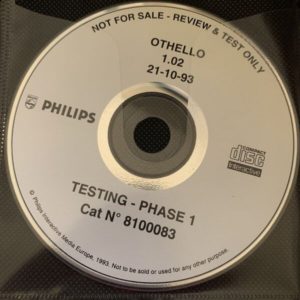 NOT FOR SALE - REVIEW & TEST ONLY
OTHELLO
1.02
21-10-93
PHILIPS
COMPACT
disc
Interactive
TESTING - PHASE 1
Cat N° 8100083
© Philips Interactive Media Europe, 1993. Not to be sold or used for any other purpose.